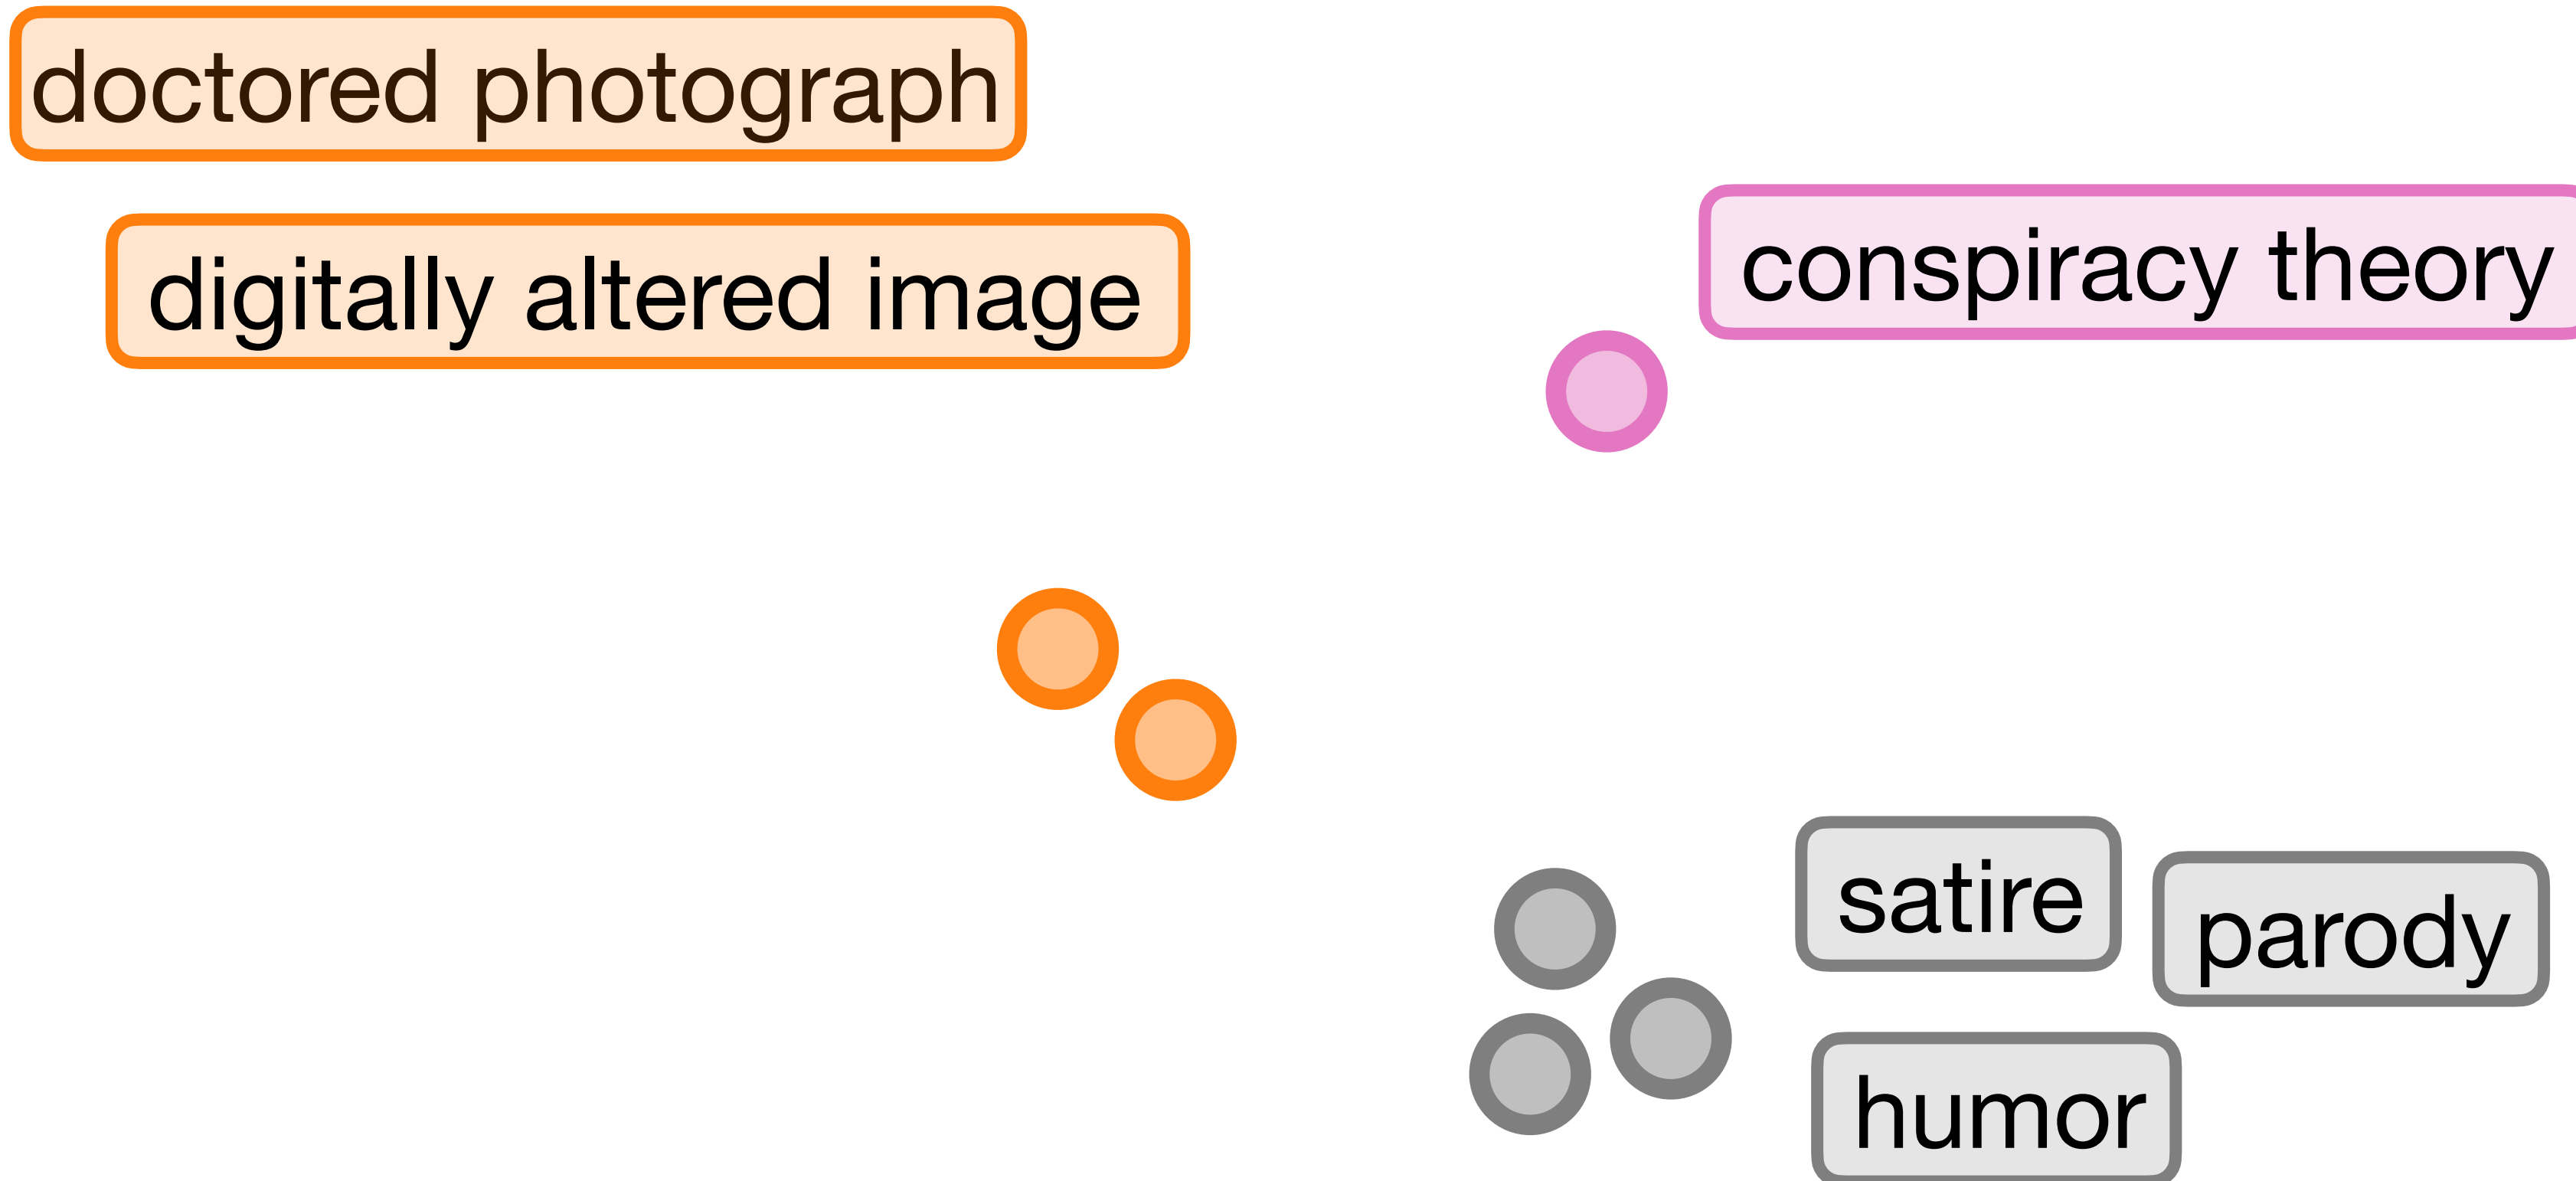 doctored photograph
digitally altered image
conspiracy theory
satire
parody
humor